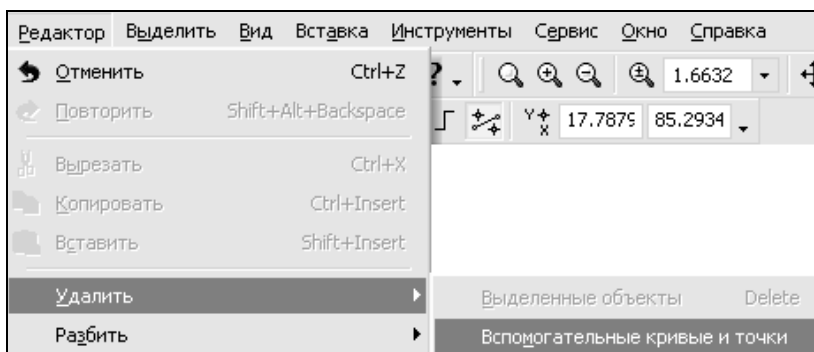 Редактор Выделить Вид Вставка Инструменты Сервис Окно Справка
Отменить Ctrl+Z
1.6632
Повторить Shift+Alt+Backspace
17.7879 85.2934
Вырезать Ctrl+X
Копировать Ctrl+Insert
Вставить Shift+Insert
Удалить
Выделенные объекты Delete
Разбить
Вспомогательные кривые и точки